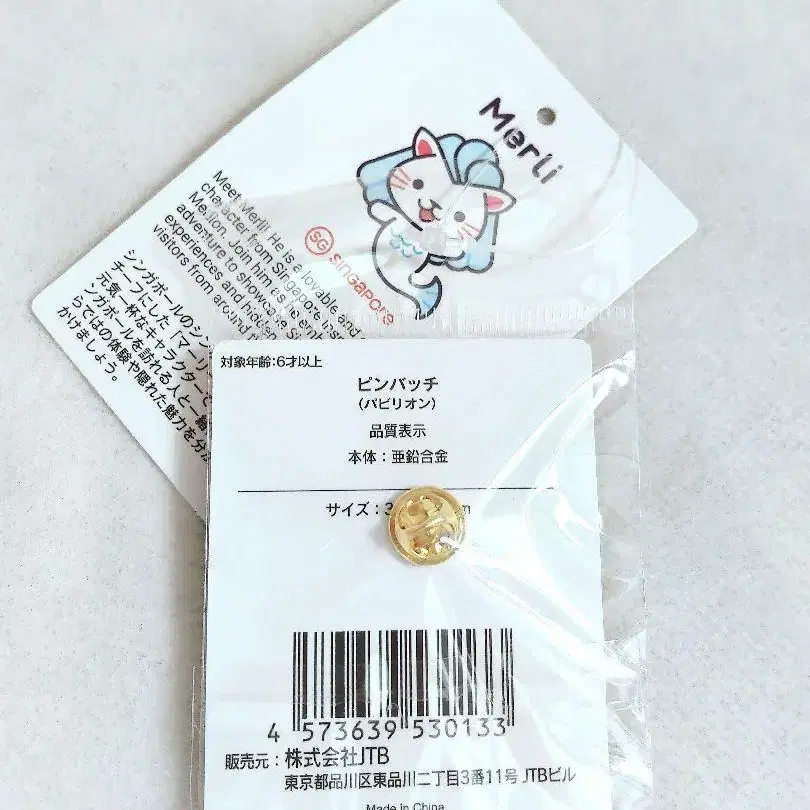 Merli
SG SINGAPORE
Meet Merli! He is a lovable and
character from Singapore
Merlion. Join him as
adventure to showcase
experiences and hidden
visitors from around
シンガポールのシン
チーフにした「マーリ
元気一杯なキャラクターで
ンガポールを訪れる人と一緒
らではの体験や隠れた魅力を
かけましょう。
対象年齢:6才以上
ピンバッチ
(パビリオン)
品質表示
本体：亜鉛合金
サイズ：
4 573639 530133
販売元：株式会社JTB
東京都品川区東品川二丁目3番11号 JTBビル
Made in China